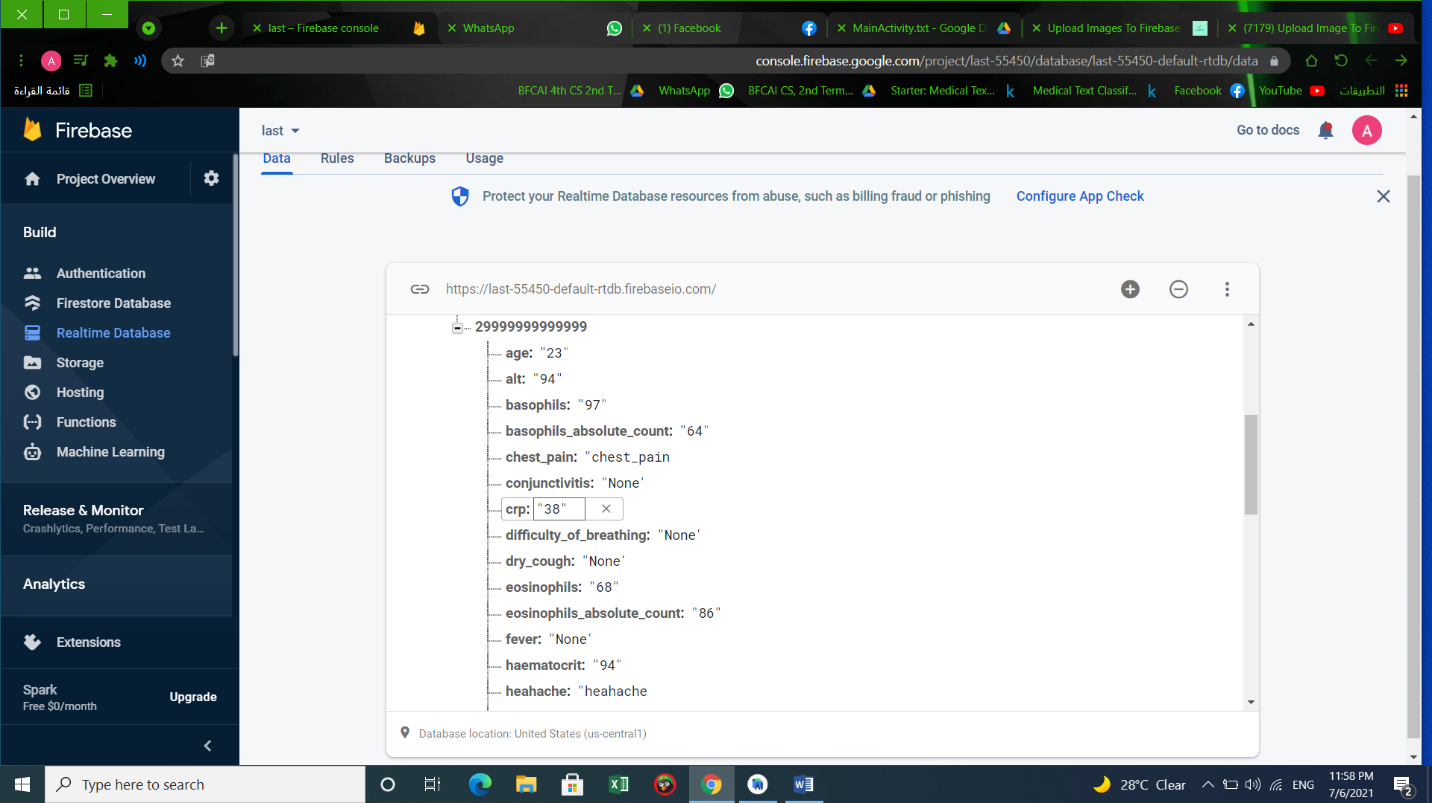 last – Firebase console
WhatsApp
(1) Facebook
MainActivity.txt - Google D
Upload Images To Firebase
(7179) Upload Image To Fir
A
console.firebase.google.com/project/last-55450/database/last-55450-default-rtdb/data
قائمة القراءة
BFCAI 4th CS 2nd T...
WhatsApp
BFCAI CS, 2nd Term...
Starter: Medical Tex...
Medical Text Classif...
Facebook
YouTube
التطبيقات
Firebase
last
Go to docs
A
Project Overview
Data
Rules
Backups
Usage
Protect your Realtime Database resources from abuse, such as billing fraud or phishing
Configure App Check
Build
Authentication
Firestore Database
Realtime Database
Storage
Hosting
Functions
Machine Learning
Release & Monitor
Crashlytics, Performance, Test La...
Analytics
Extensions
Spark
Free $0/month
Upgrade
https://last-55450-default-rtdb.firebaseio.com/
29999999999999
age: "23"
alt: "94"
basophils: "97"
basophils_absolute_count: "64"
chest_pain: "chest_pain
conjunctivitis: "None'
crp: "38"
difficulty_of_breathing: "None'
dry_cough: "None'
eosinophils: "68"
eosinophils_absolute_count: "86"
fever: "None'
haematocrit: "94"
heahache: "heahache
Database location: United States (us-central1)
Type here to search
28°C Clear
ENG
11:58 PM
7/6/2021
2